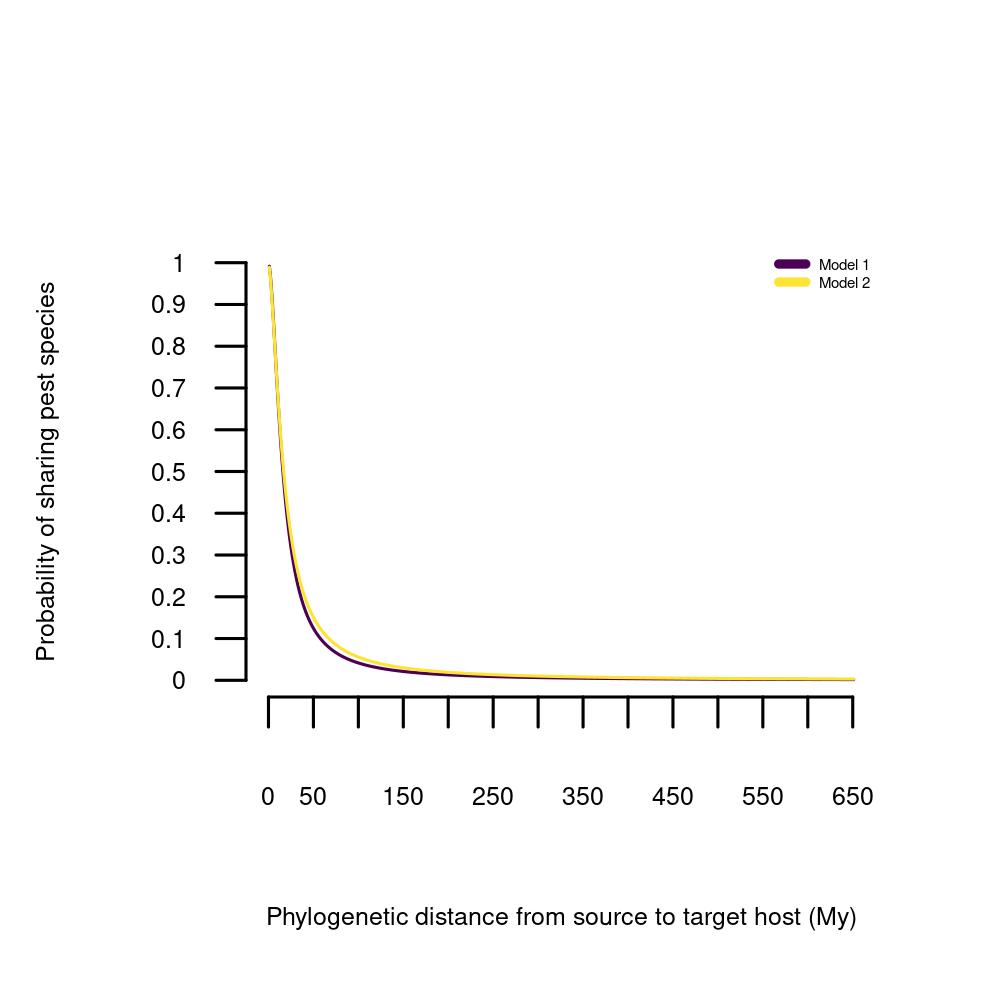 Model 1
Model 2
Probability of sharing pest species
1
0.9
0.8
0.7
0.6
0.5
0.4
0.3
0.2
0.1
0
0 50 150 250 350 450 550 650
Phylogenetic distance from source to target host (My)